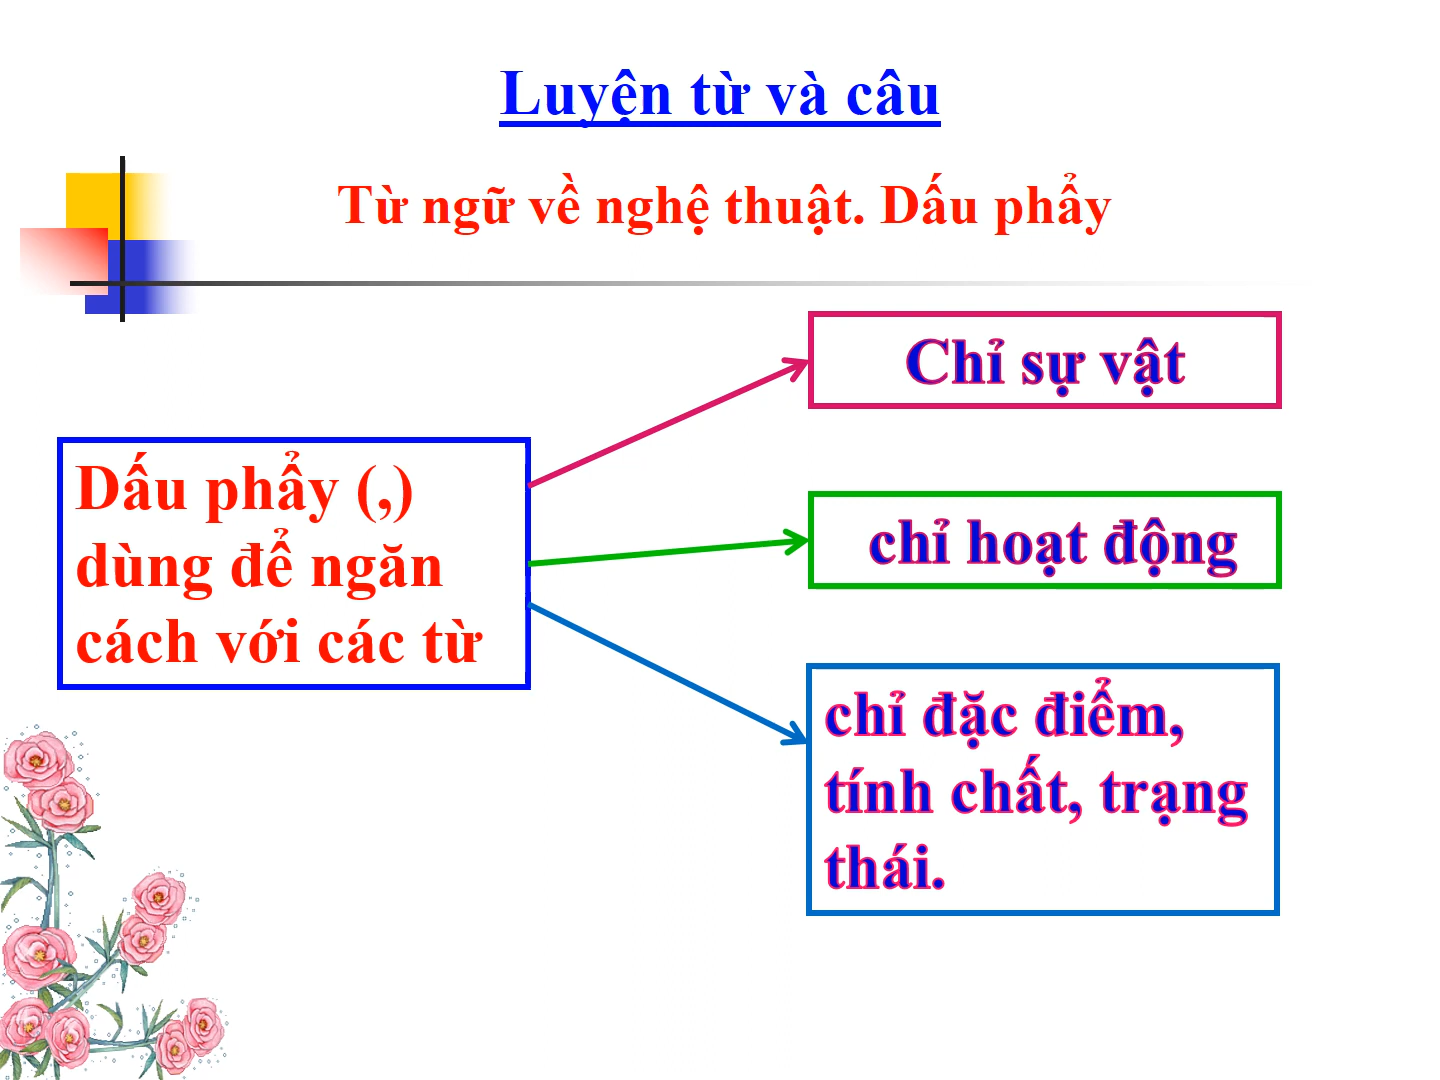 Luyện từ và câu
Từ ngữ về nghệ thuật. Dấu phẩy
Dấu phẩy (,)
dùng để ngăn
cách với các từ
Chỉ sự vật
chỉ hoạt động
chỉ đặc điểm,
tính chất, trạng
thái.